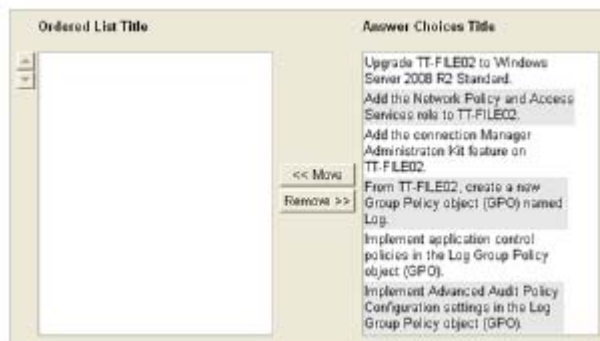 Ordered List Title
Answer Choices Title
Upgrade TT-FILE02 to Windows
Server 2008 R2 Standard.
Add the Network Policy and Access
Services role to TT-FILE02.
Add the connection Manager
Administraton Kit feature on
TT-FILE02.
From TT-FILE02, create a new
Group Policy object (GPO) named
Log.
Implement application control
policies in the Log Group Policy
object (GPO).
Implement Advanced Audit Policy
Configuration settings in the Log
Group Policy object (GPO).
<< Move
Remove >>